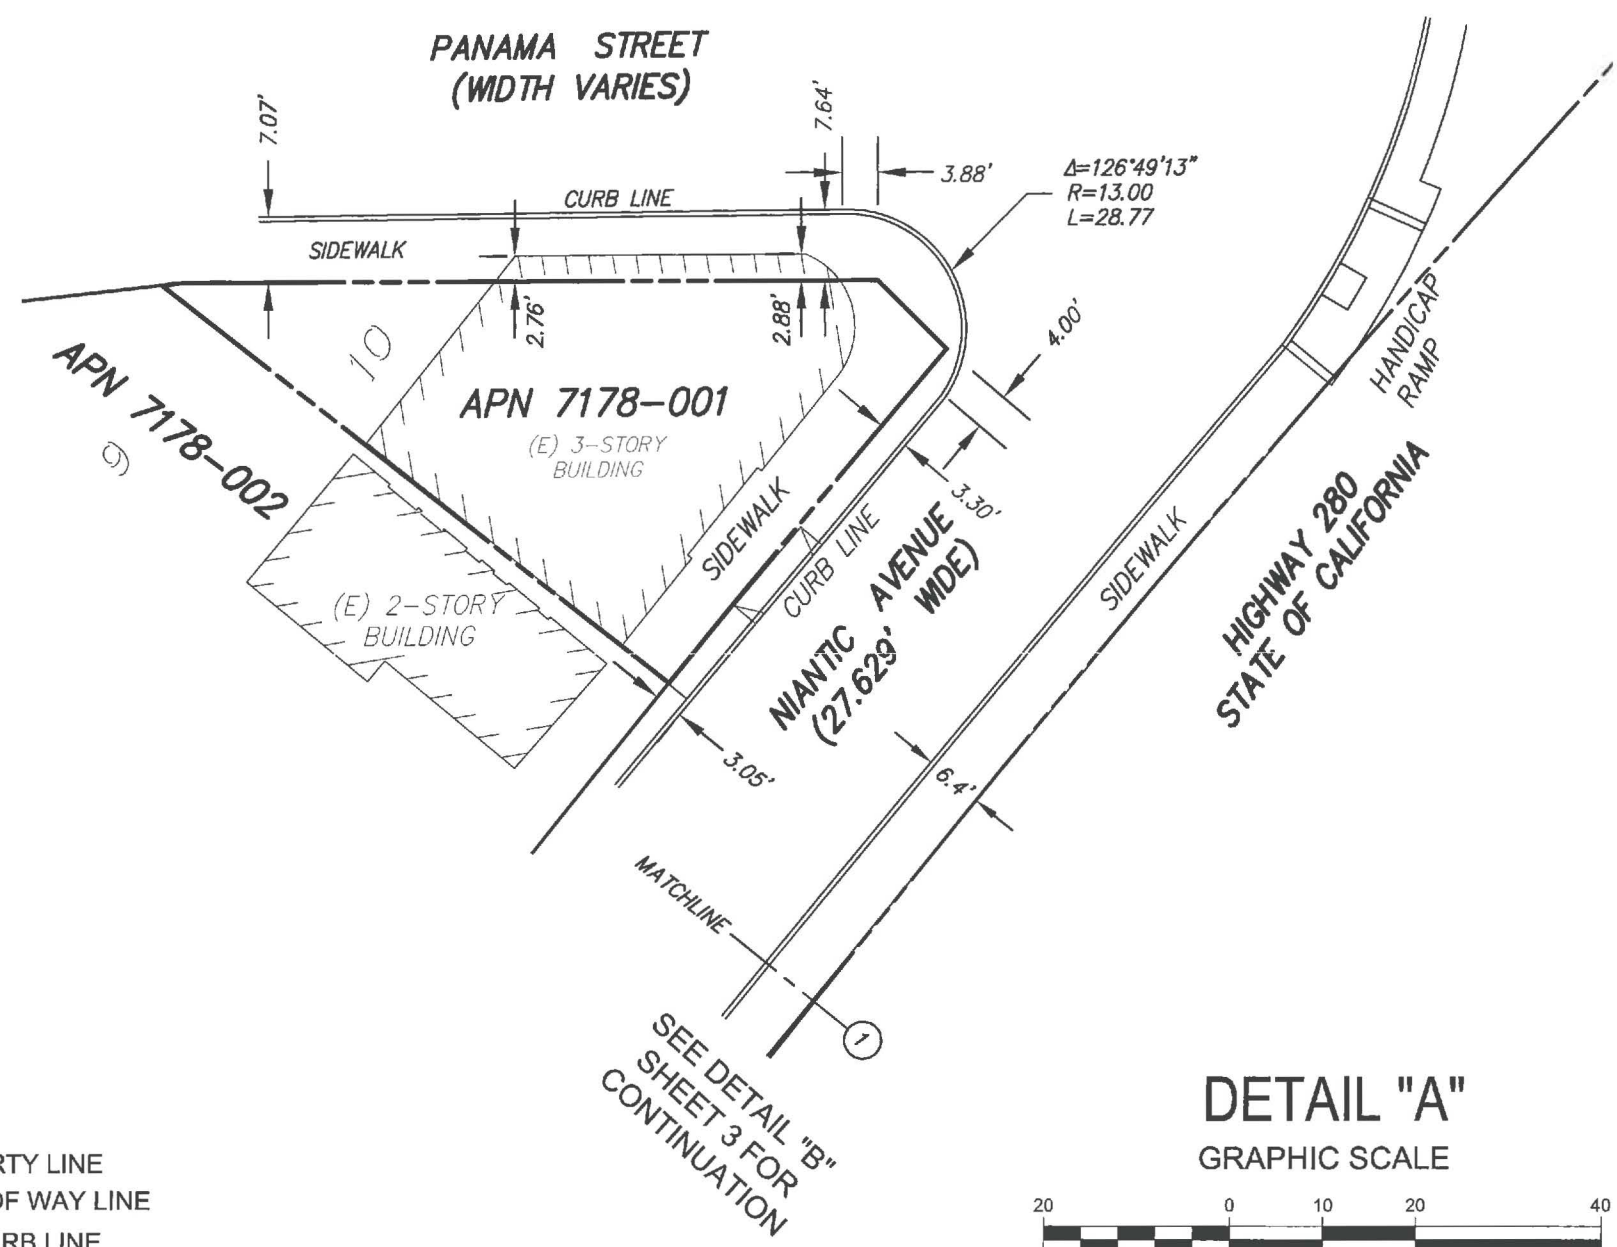 PANAMA STREET
(WIDTH VARIES)
7.07'
7.64'
3.88'
Δ=126°49'13"
R=13.00
L=28.77
CURB LINE
SIDEWALK
2.76'
2.88'
4.00'
HANDICAP
RAMP
10
APN 7178-001
(E) 3-STORY
BUILDING
APN 7178-002
9
3.30'
SIDEWALK
CURB LINE
NIANTIC AVENUE
(27.629' WIDE)
SIDEWALK
HIGHWAY 280
STATE OF CALIFORNIA
(E) 2-STORY
BUILDING
3.05'
6.4'
MATCHLINE
1
SEE DETAIL "B"
SHEET 3 FOR
CONTINUATION
DETAIL "A"
GRAPHIC SCALE
20 0 10 20 40
RTY LINE
OF WAY LINE
RB LINE